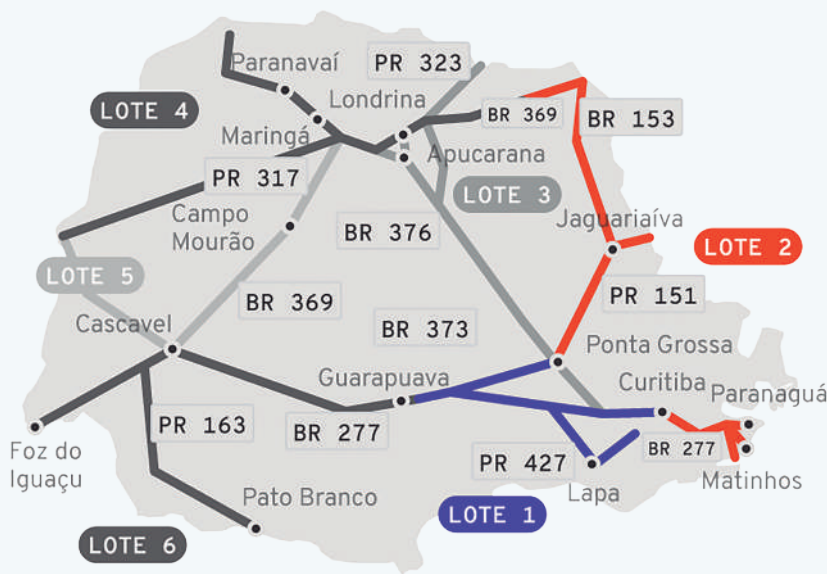 Paranavaí
PR 323
LOTE 4
Londrina
BR 369
BR 153
Maringá
Apucarana
PR 317
LOTE 3
Campo
Mourão
BR 376
Jaguariaíva
LOTE 2
LOTE 5
BR 369
PR 151
Cascavel
BR 373
Ponta Grossa
Guarapuava
Curitiba
Paranaguá
PR 163
BR 277
BR 277
Foz do
Iguaçu
PR 427
Matinhos
Pato Branco
Lapa
LOTE 1
LOTE 6